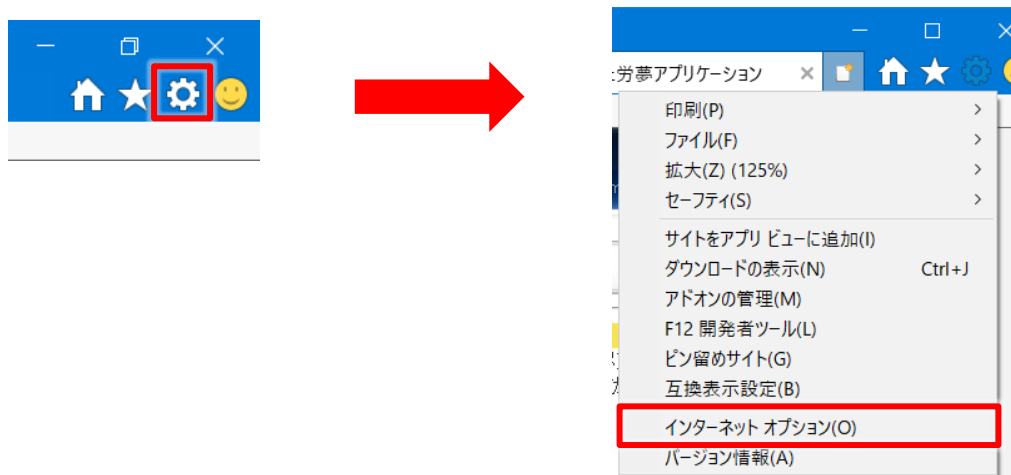 労夢アプリケーション
印刷(P)
ファイル(F)
拡大(Z) (125%)
セーフティ(S)
サイトをアプリ ビューに追加(I)
ダウンロードの表示(N) Ctrl+J
アドオンの管理(M)
F12 開発者ツール(L)
ピン留めサイト(G)
互換表示設定(B)
インターネット オプション(O)
バージョン情報(A)